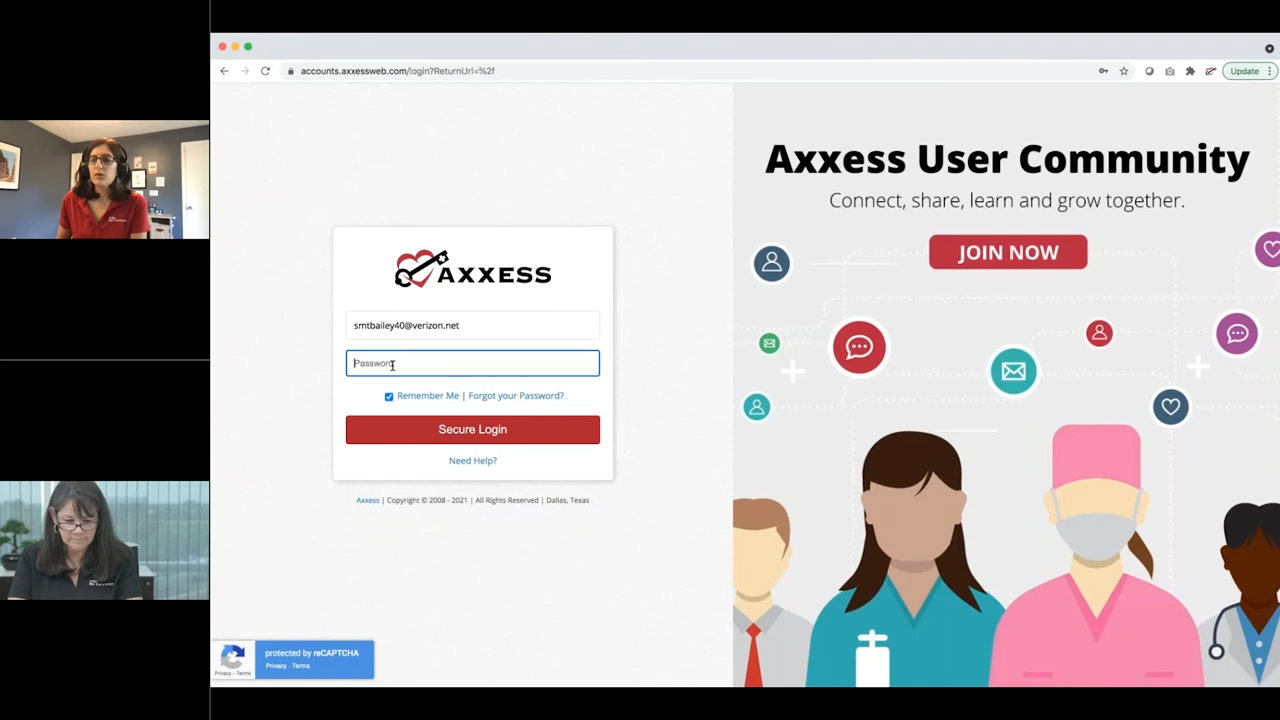 accounts.axxessweb.com/login?ReturnUrl=%2f
Update
AXXESS
smtbailey40@verizon.net
Password
Remember Me | Forgot your Password?
Secure Login
Need Help?
Axxess | Copyright © 2008 - 2021 | All Rights Reserved | Dallas, Texas
protected by reCAPTCHA
Privacy - Terms
Privacy - Terms
Axxess User Community
Connect, share, learn and grow together.
JOIN NOW